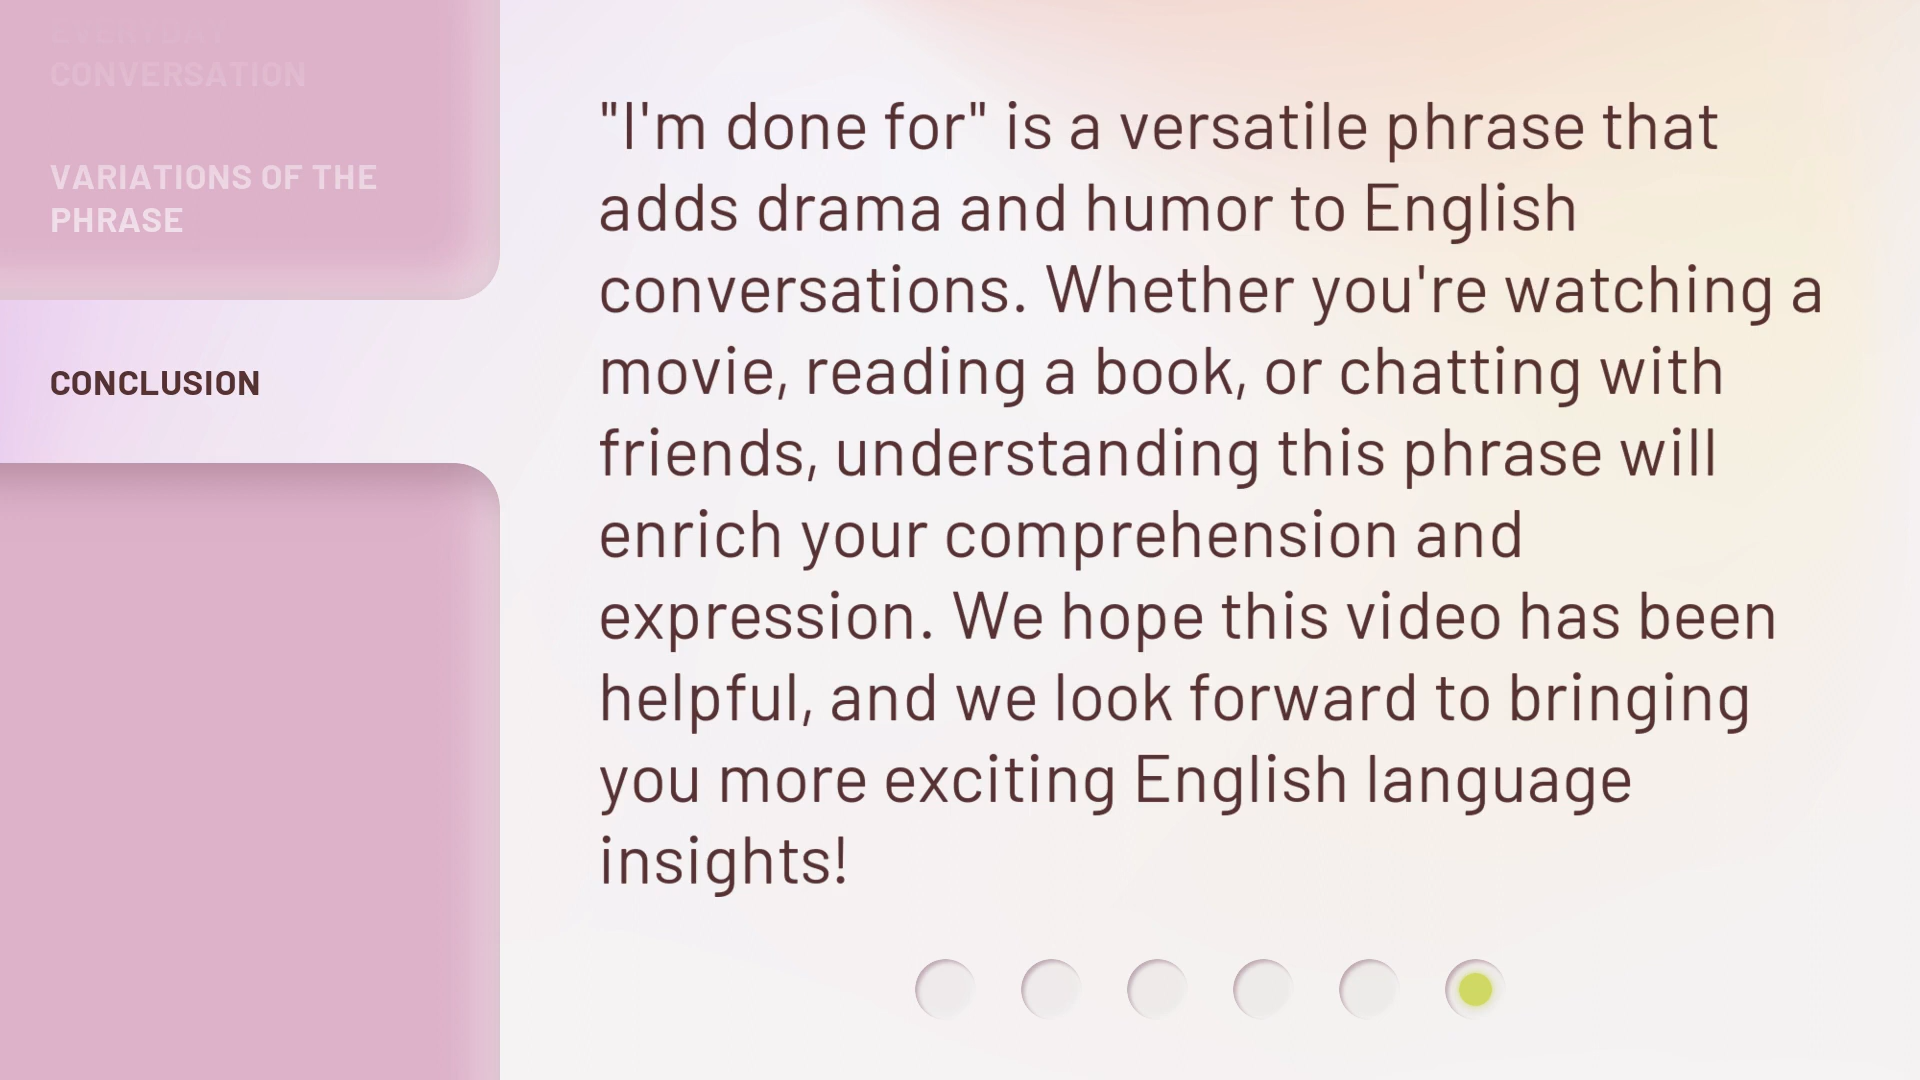 EVERYDAY
CONVERSATION
VARIATIONS OF THE
PHRASE
CONCLUSION
"I'm done for" is a versatile phrase that
adds drama and humor to English
conversations. Whether you're watching a
movie, reading a book, or chatting with
friends, understanding this phrase will
enrich your comprehension and
expression. We hope this video has been
helpful, and we look forward to bringing
you more exciting English language
insights!